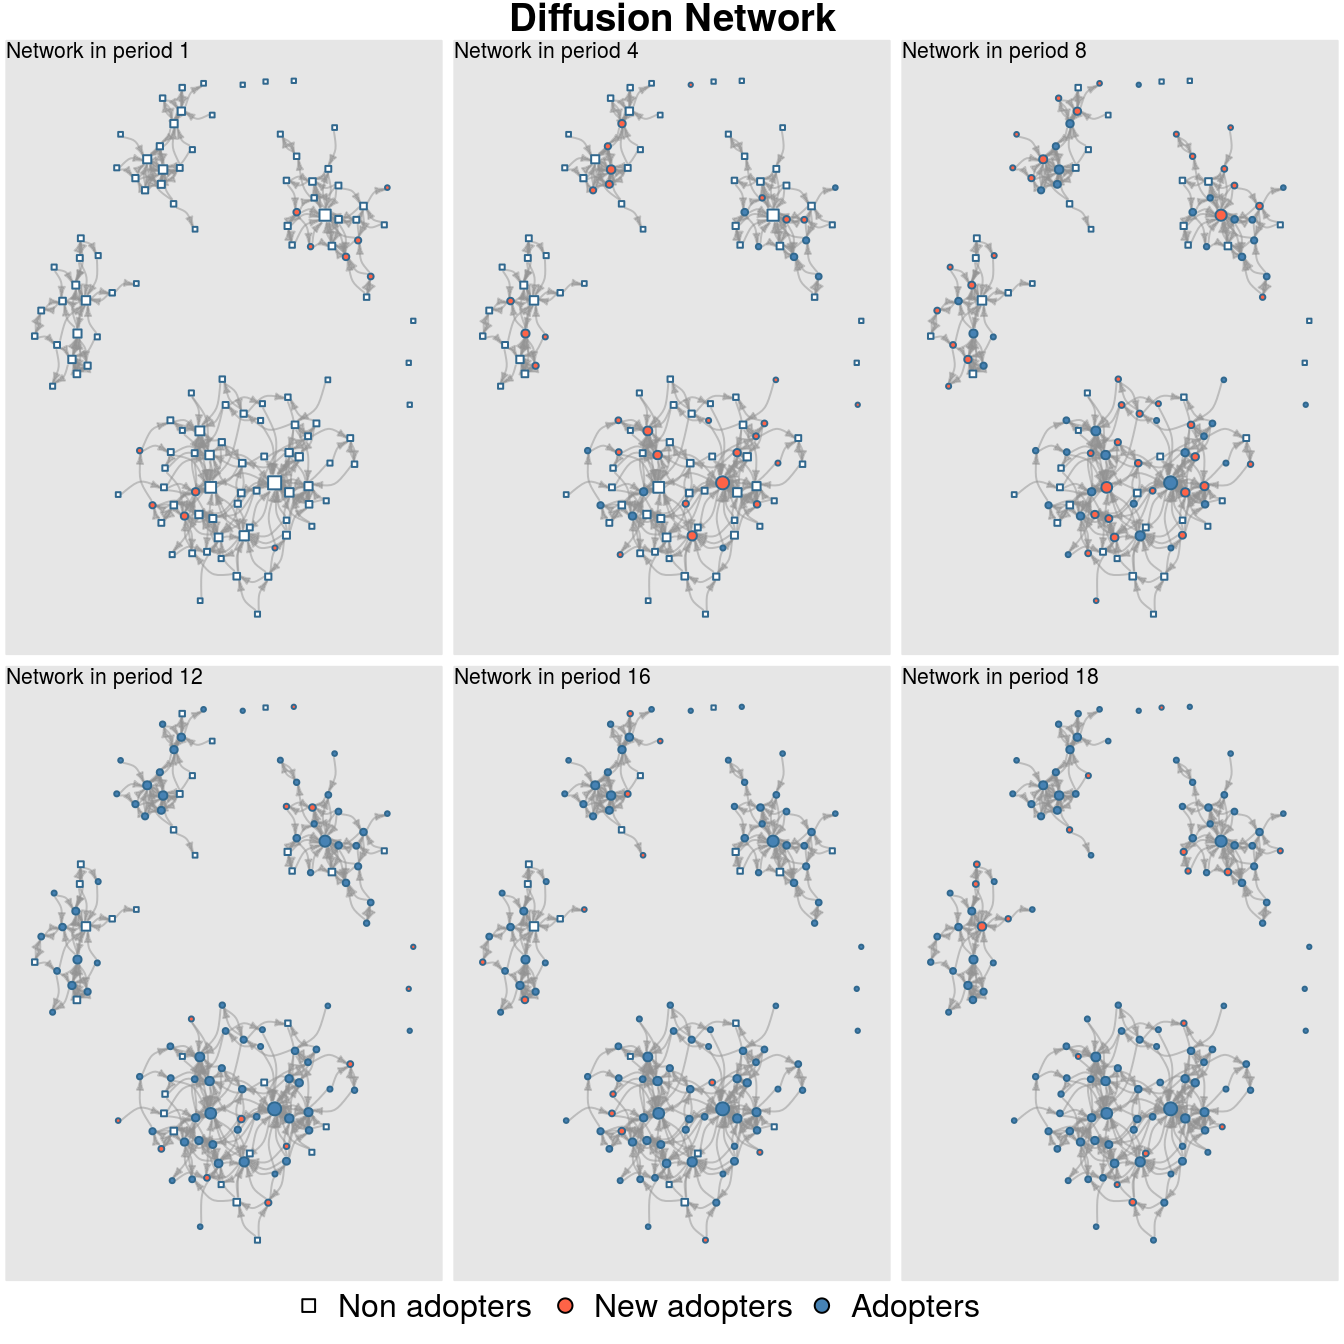 Diffusion Network
Network in period 1
Network in period 4
Network in period 8
Network in period 12
Network in period 16
Network in period 18
Non adopters
New adopters
Adopters